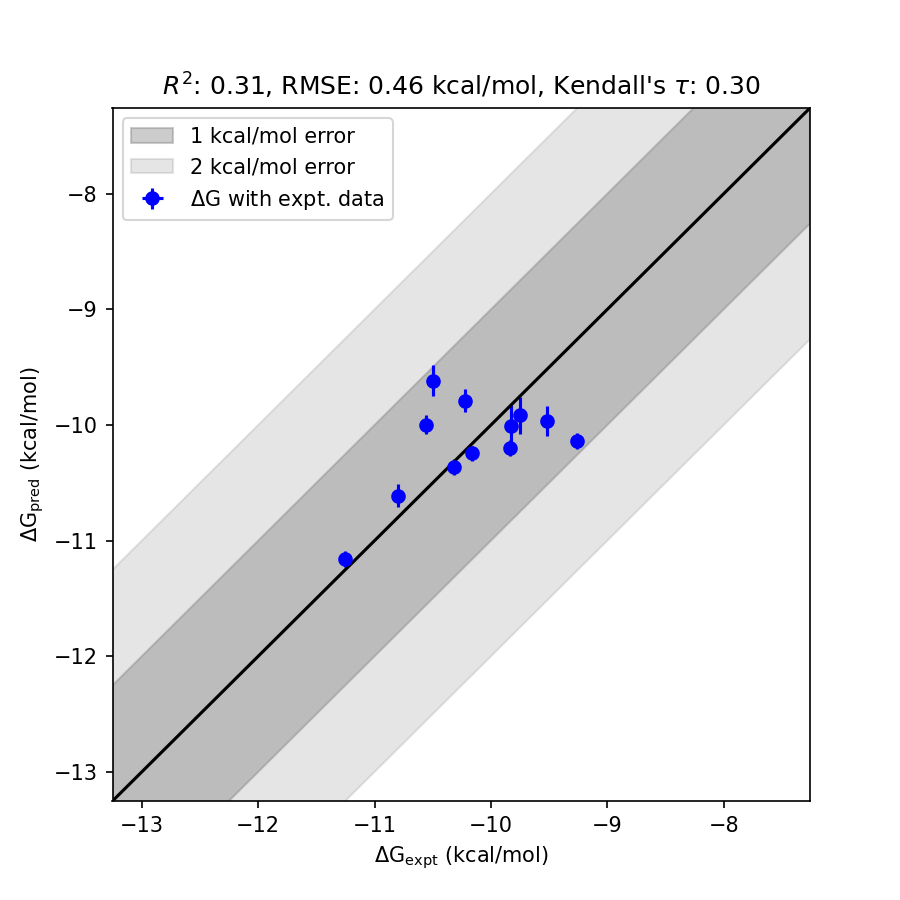 R²: 0.31, RMSE: 0.46 kcal/mol, Kendall's τ: 0.30
1 kcal/mol error
2 kcal/mol error
ΔG with expt. data
−8
−9
−10
−11
−12
−13
ΔGpred (kcal/mol)
−13 −12 −11 −10 −9 −8
ΔGexpt (kcal/mol)